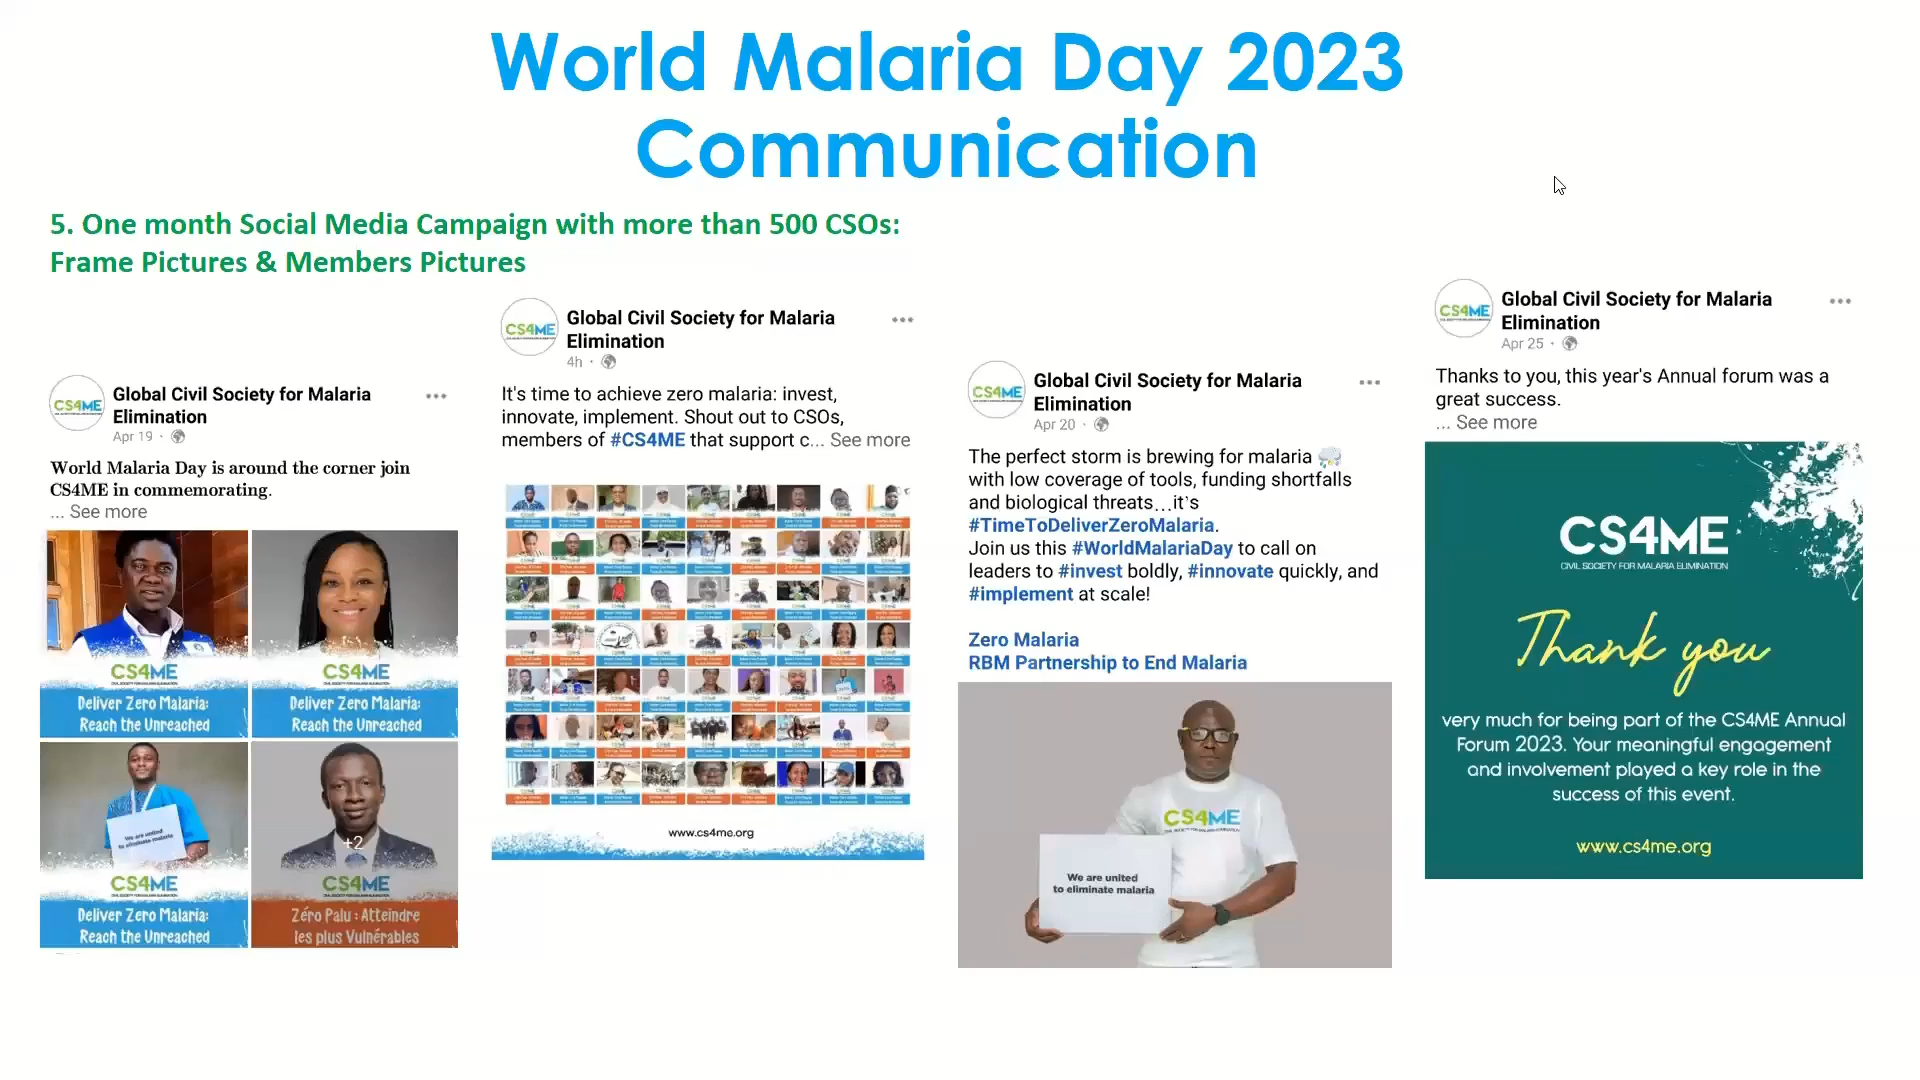 World Malaria Day 2023
Communication
5. One month Social Media Campaign with more than 500 CSOs:
Frame Pictures & Members Pictures
CS4ME
Global Civil Society for Malaria
Elimination
Apr 19 ·
World Malaria Day is around the corner join
CS4ME in commemorating.
... See more
CS4ME
Deliver Zero Malaria:
Reach the Unreached
CS4ME
Deliver Zero Malaria:
Reach the Unreached
We are united
to eliminate malaria
CS4ME
Deliver Zero Malaria:
Reach the Unreached
+2
CS4ME
Zéro Palu : Atteindre
les plus Vulnérables
CS4ME
Global Civil Society for Malaria
Elimination
4h ·
It's time to achieve zero malaria: invest,
innovate, implement. Shout out to CSOs,
members of #CS4ME that support c... See more
www.cs4me.org
CS4ME
Global Civil Society for Malaria
Elimination
Apr 20 ·
The perfect storm is brewing for malaria 
with low coverage of tools, funding shortfalls
and biological threats...it's
#TimeToDeliverZeroMalaria.
Join us this #WorldMalariaDay to call on
leaders to #invest boldly, #innovate quickly, and
#implement at scale!
Zero Malaria
RBM Partnership to End Malaria
CS4ME
We are united
to eliminate malaria
CS4ME
Global Civil Society for Malaria
Elimination
Apr 25 ·
Thanks to you, this year's Annual forum was a
great success.
... See more
CS4ME
CIVIL SOCIETY FOR MALARIA ELIMINATION
Thank you
very much for being part of the CS4ME Annual
Forum 2023. Your meaningful engagement
and involvement played a key role in the
success of this event.
www.cs4me.org